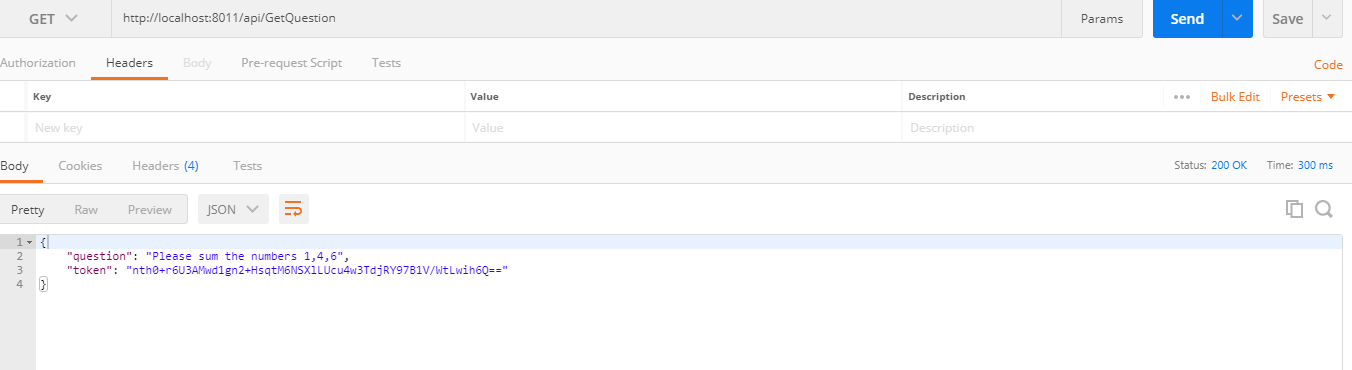 GET http://localhost:8011/api/GetQuestion Params Send Save
Authorization Headers Body Pre-request Script Tests Code
Key Value Description Bulk Edit Presets
New key Value Description
Body Cookies Headers (4) Tests Status: 200 OK Time: 300 ms
Pretty Raw Preview JSON
1 {
2 "question": "Please sum the numbers 1,4,6",
3 "token": "nth0+r6U3AMwd1gn2+HsqtM6NSXlLUcu4w3TdjRY97B1V/WtLwih6Q=="
4 }